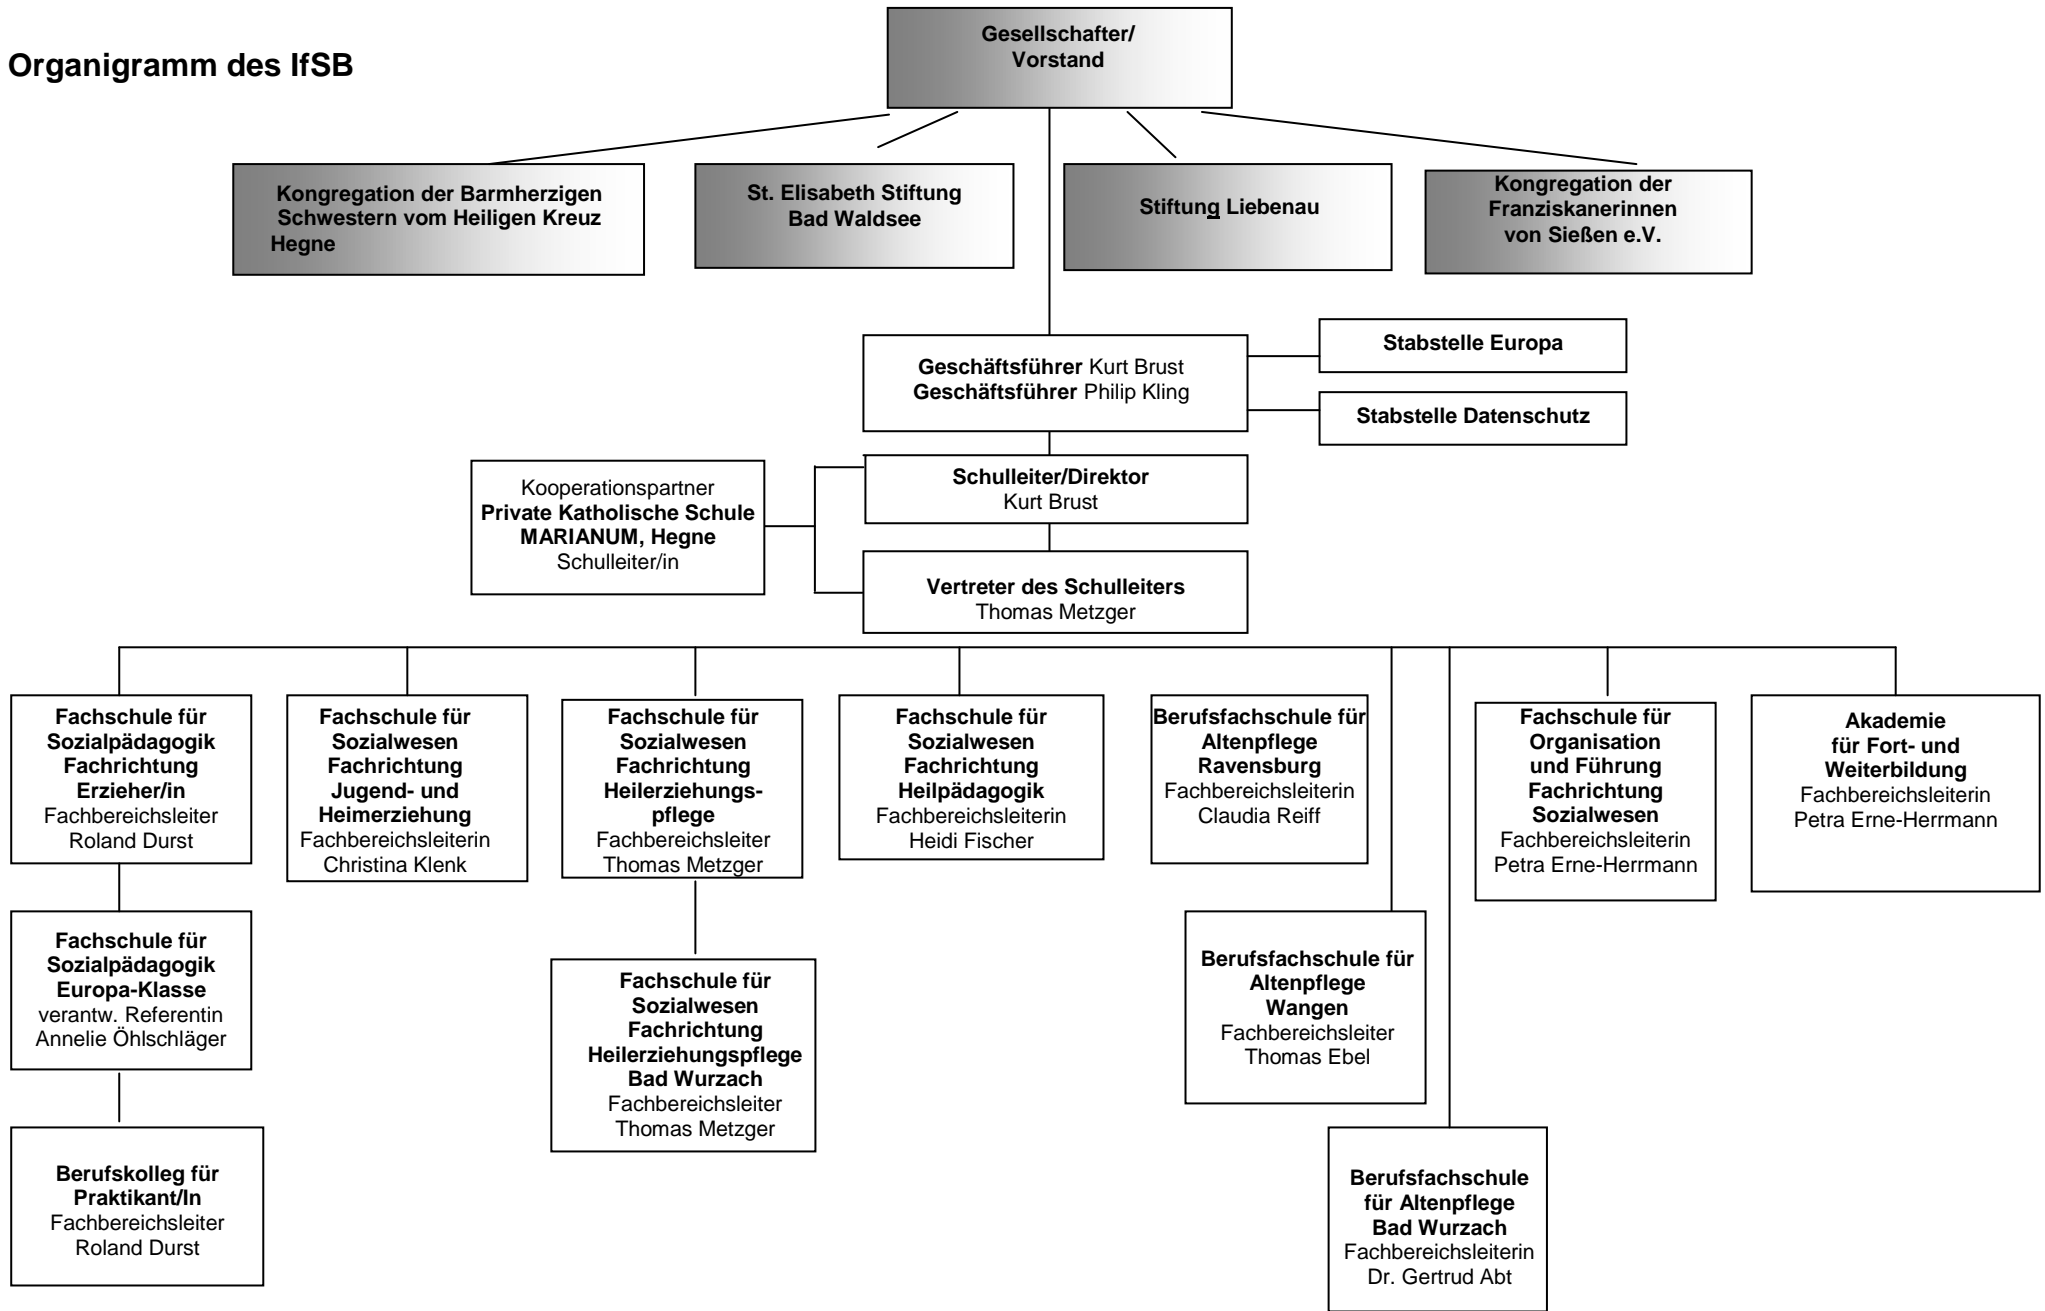 Organigramm des IfSB
Gesellschafter/
Vorstand
Kongregation der Barmherzigen
Schwestern vom Heiligen Kreuz
Hegne
St. Elisabeth Stiftung
Bad Waldsee
Stiftung Liebenau
Kongregation der
Franziskanerinnen
von Sießen e.V.
Geschäftsführer Kurt Brust
Geschäftsführer Philip Kling
Stabstelle Europa
Stabstelle Datenschutz
Kooperationspartner
Private Katholische Schule
MARIANUM, Hegne
Schulleiter/in
Schulleiter/Direktor
Kurt Brust
Vertreter des Schulleiters
Thomas Metzger
Fachschule für
Sozialpädagogik
Fachrichtung
Erzieher/in
Fachbereichsleiter
Roland Durst
Fachschule für
Sozialwesen
Fachrichtung
Jugend- und
Heimerziehung
Fachbereichsleiterin
Christina Klenk
Fachschule für
Sozialwesen
Fachrichtung
Heilerziehungs-
pflege
Fachbereichsleiter
Thomas Metzger
Fachschule für
Sozialwesen
Fachrichtung
Heilpädagogik
Fachbereichsleiterin
Heidi Fischer
Berufsfachschule für
Altenpflege
Ravensburg
Fachbereichsleiterin
Claudia Reiff
Fachschule für
Organisation
und Führung
Fachrichtung
Sozialwesen
Fachbereichsleiterin
Petra Erne-Herrmann
Akademie
für Fort- und
Weiterbildung
Fachbereichsleiterin
Petra Erne-Herrmann
Fachschule für
Sozialpädagogik
Europa-Klasse
verantw. Referentin
Annelie Öhlschläger
Fachschule für
Sozialwesen
Fachrichtung
Heilerziehungspflege
Bad Wurzach
Fachbereichsleiter
Thomas Metzger
Berufsfachschule für
Altenpflege
Wangen
Fachbereichsleiter
Thomas Ebel
Berufskolleg für
Praktikant/In
Fachbereichsleiter
Roland Durst
Berufsfachschule
für Altenpflege
Bad Wurzach
Fachbereichsleiterin
Dr. Gertrud Abt